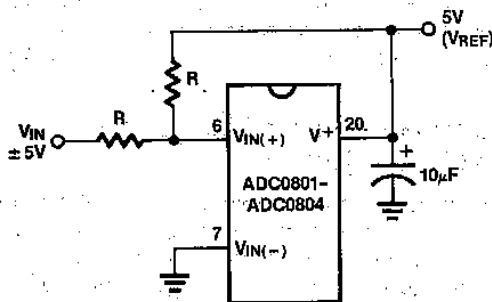 5V
(VREF)
R
R
VIN
± 5V
6
VIN(+)
V+
20
+
10μF
ADC0801-
ADC0804
7
VIN(−)